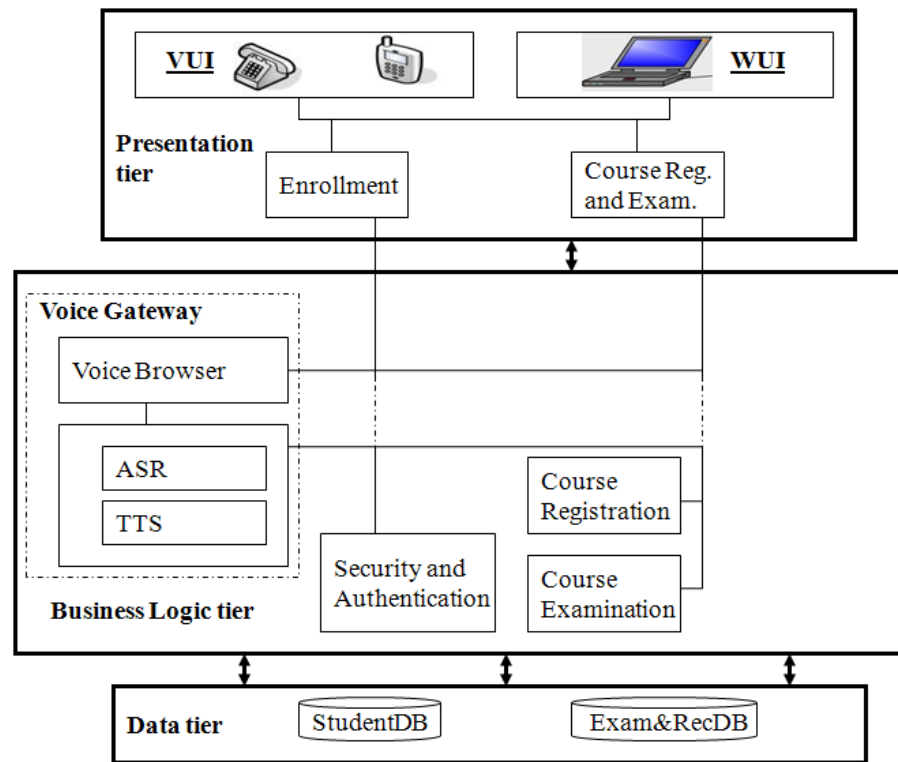 VUI
WUI
Presentation
tier
Enrollment
Course Reg.
and Exam.
Voice Gateway
Voice Browser
ASR
TTS
Course
Registration
Security and
Authentication
Course
Examination
Business Logic tier
Data tier
StudentDB
Exam&RecDB